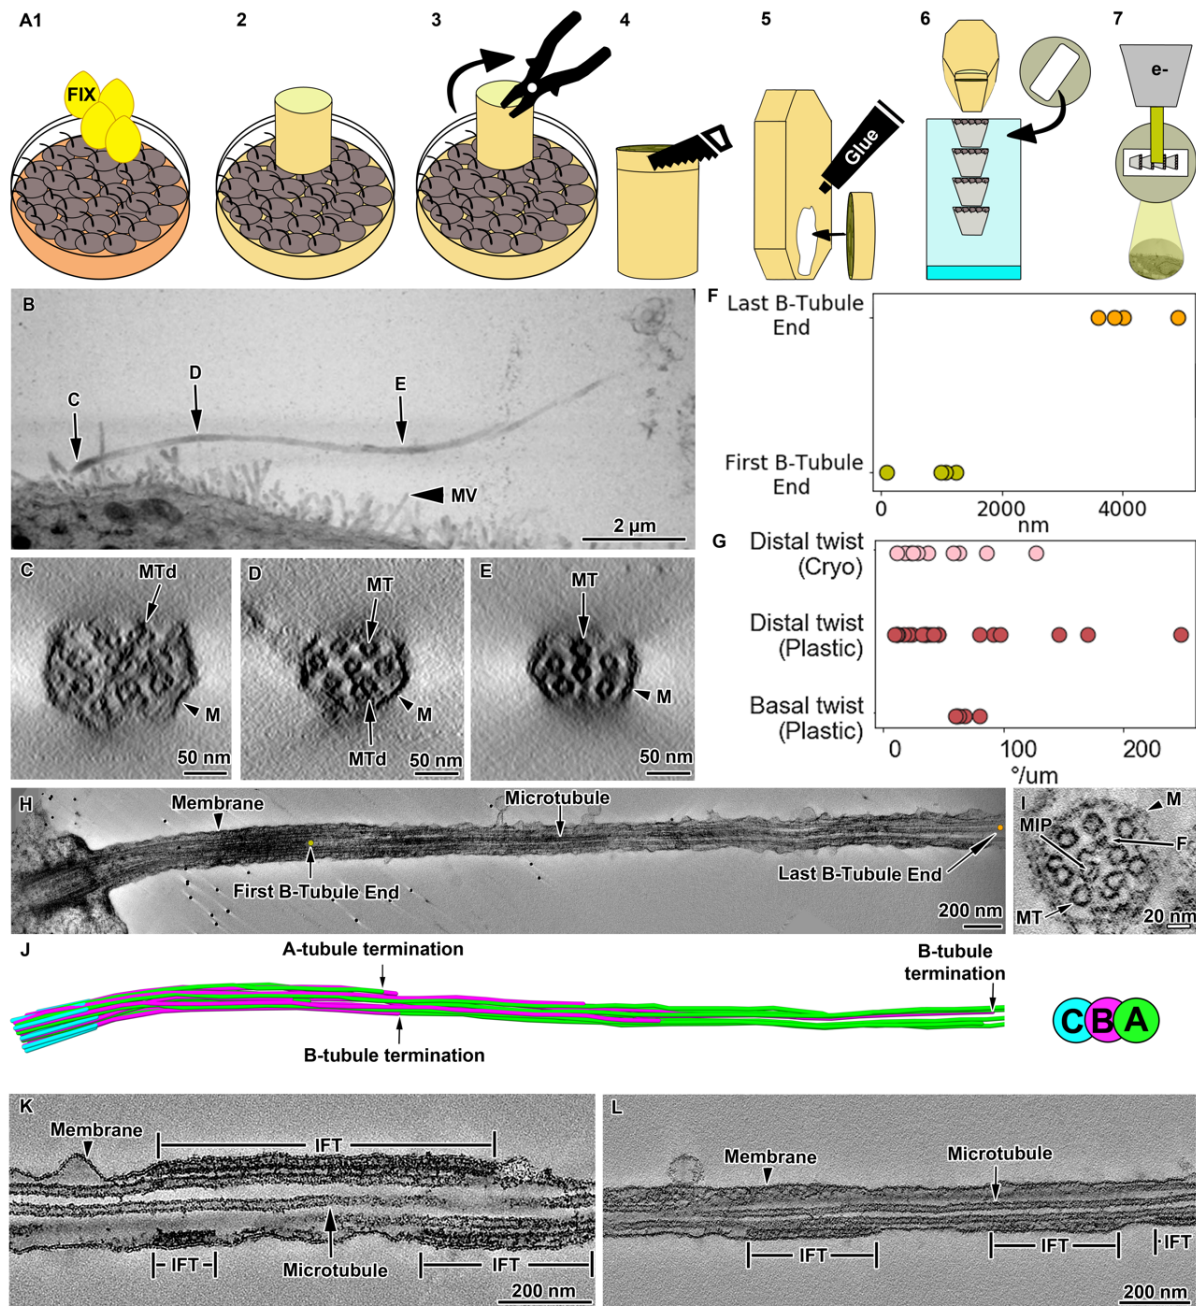 A1
2
3
4
5
6
7
FIX
Glue
e-
B
C
D
E
MV
2 µm
F
Last B-Tubule
End
First B-Tubule
End
0
2000
4000
nm
C
MTd
M
50 nm
D
MT
M
MTd
50 nm
E
MT
M
50 nm
G
Distal twist
(Cryo)
Distal twist
(Plastic)
Basal twist
(Plastic)
0
100
200
°/um
H
Membrane
Microtubule
First B-Tubule End
Last B-Tubule End
200 nm
I
M
MIP
F
MT
20 nm
J
A-tubule termination
B-tubule
termination
B-tubule termination
C B A
K
Membrane
IFT
IFT
Microtubule
IFT
200 nm
L
Membrane
Microtubule
IFT
IFT
IFT
200 nm